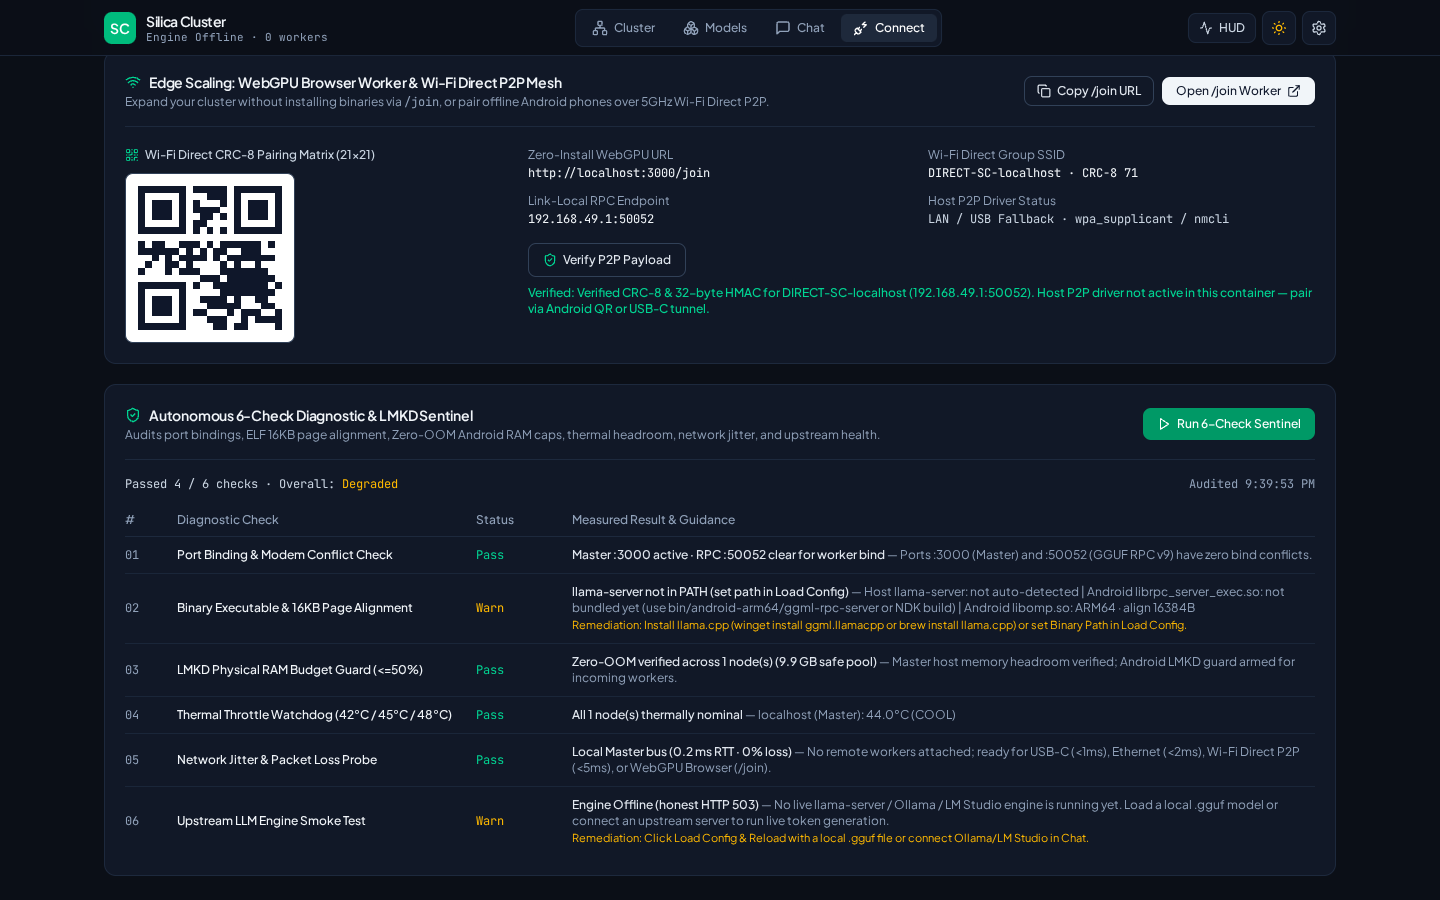 SC
Silica Cluster
Engine Offline · 0 workers
Cluster
Models
Chat
Connect
HUD
Edge Scaling: WebGPU Browser Worker & Wi-Fi Direct P2P Mesh
Expand your cluster without installing binaries via /join, or pair offline Android phones over 5GHz Wi-Fi Direct P2P.
Copy /join URL
Open /join Worker
Wi-Fi Direct CRC-8 Pairing Matrix (21×21)
Zero-Install WebGPU URL
http://localhost:3000/join
Wi-Fi Direct Group SSID
DIRECT-SC-localhost · CRC-8 71
Link-Local RPC Endpoint
192.168.49.1:50052
Host P2P Driver Status
LAN / USB Fallback · wpa_supplicant / nmcli
Verify P2P Payload
Verified: Verified CRC-8 & 32-byte HMAC for DIRECT-SC-localhost (192.168.49.1:50052). Host P2P driver not active in this container — pair
via Android QR or USB-C tunnel.
Autonomous 6-Check Diagnostic & LMKD Sentinel
Audits port bindings, ELF 16KB page alignment, Zero-OOM Android RAM caps, thermal headroom, network jitter, and upstream health.
Run 6-Check Sentinel
Passed 4 / 6 checks · Overall: Degraded
Audited 9:39:53 PM
# Diagnostic Check Status Measured Result & Guidance
01 Port Binding & Modem Conflict Check Pass Master :3000 active · RPC :50052 clear for worker bind — Ports :3000 (Master) and :50052 (GGUF RPC v9) have zero bind conflicts.
02 Binary Executable & 16KB Page Alignment Warn llama-server not in PATH (set path in Load Config) — Host llama-server: not auto-detected | Android librpc_server_exec.so: not
bundled yet (use bin/android-arm64/ggml-rpc-server or NDK build) | Android libomp.so: ARM64 · align 16384B
Remediation: Install llama.cpp (winget install ggml.llamacpp or brew install llama.cpp) or set Binary Path in Load Config.
03 LMKD Physical RAM Budget Guard (<=50%) Pass Zero-OOM verified across 1 node(s) (9.9 GB safe pool) — Master host memory headroom verified; Android LMKD guard armed for
incoming workers.
04 Thermal Throttle Watchdog (42°C / 45°C / 48°C) Pass All 1 node(s) thermally nominal — localhost (Master): 44.0°C (COOL)
05 Network Jitter & Packet Loss Probe Pass Local Master bus (0.2 ms RTT · 0% loss) — No remote workers attached; ready for USB-C (<1ms), Ethernet (<2ms), Wi-Fi Direct P2P
(<5ms), or WebGPU Browser (/join).
06 Upstream LLM Engine Smoke Test Warn Engine Offline (honest HTTP 503) — No live llama-server / Ollama / LM Studio engine is running yet. Load a local .gguf model or
connect an upstream server to run live token generation.
Remediation: Click Load Config & Reload with a local .gguf file or connect Ollama/LM Studio in Chat.